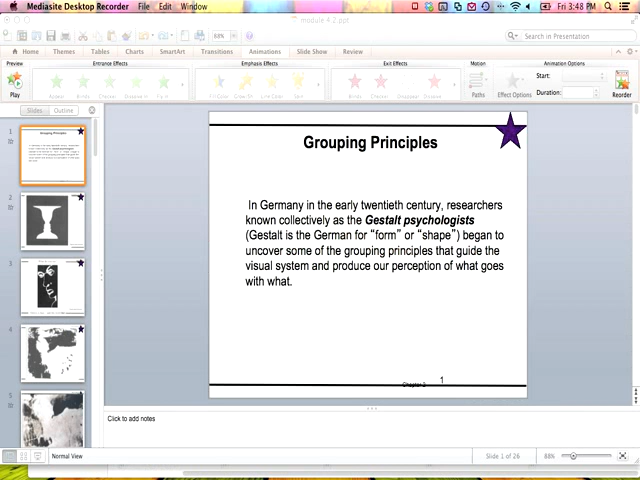 Mediasite Desktop Recorder File Edit Window Fri 3:48 PM
module 4.2.ppt
68% Search in Presentation
Home Themes Tables Charts SmartArt Transitions Animations Slide Show Review
Preview Entrance Effects Emphasis Effects Exit Effects Motion Animation Options
Start:
Duration:
Play Paths Effect Options Reorder
Slides Outline
1
2
3
4
5
Grouping Principles
In Germany in the early twentieth century, researchers
known collectively as the Gestalt psychologists
(Gestalt is the German for “form” or “shape”) began to
uncover some of the grouping principles that guide the
visual system and produce our perception of what goes
with what.
1
Click to add notes
Normal View Slide 1 of 26 88%